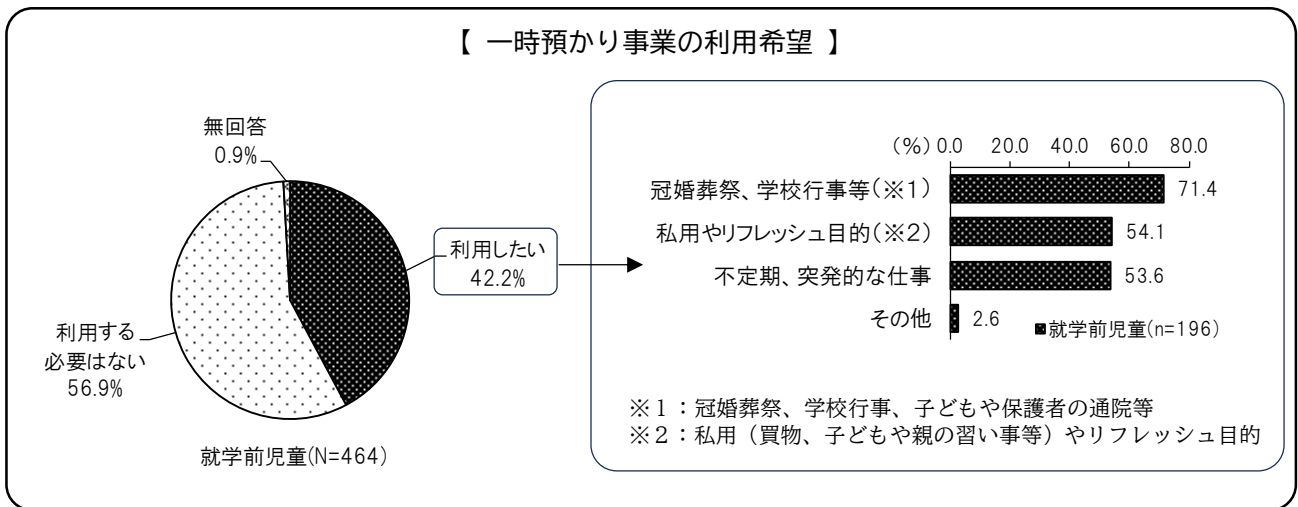 【 一時預かり事業の利用希望 】
無回答
0.9%
利用したい
42.2%
利用する
必要はない
56.9%
就学前児童(N=464)
(%) 0.0 20.0 40.0 60.0 80.0
冠婚葬祭、学校行事等(※1) 71.4
私用やリフレッシュ目的(※2) 54.1
不定期、突発的な仕事 53.6
その他 2.6
就学前児童(n=196)
※１：冠婚葬祭、学校行事、子どもや保護者の通院等
※２：私用（買物、子どもや親の習い事等）やリフレッシュ目的